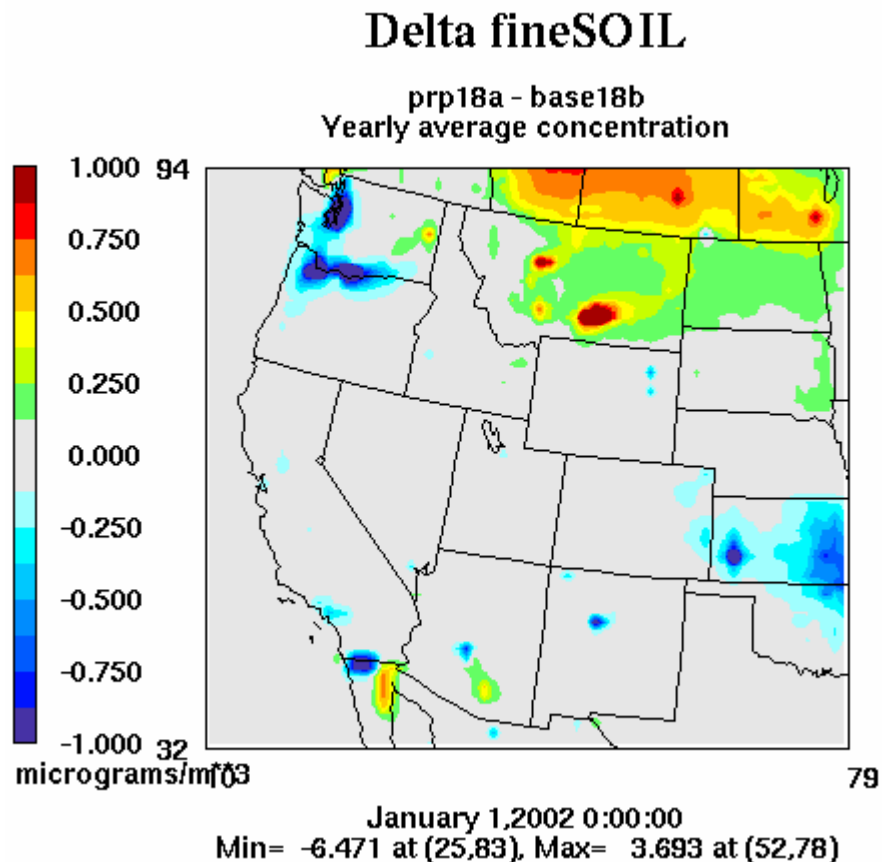 Delta fineSOIL
prp18a - base18b
Yearly average concentration
1.000 94
0.750
0.500
0.250
0.000
-0.250
-0.500
-0.750
-1.000 32
micrograms/m**3
79
January 1,2002 0:00:00
Min= -6.471 at (25,83), Max= 3.693 at (52,78)